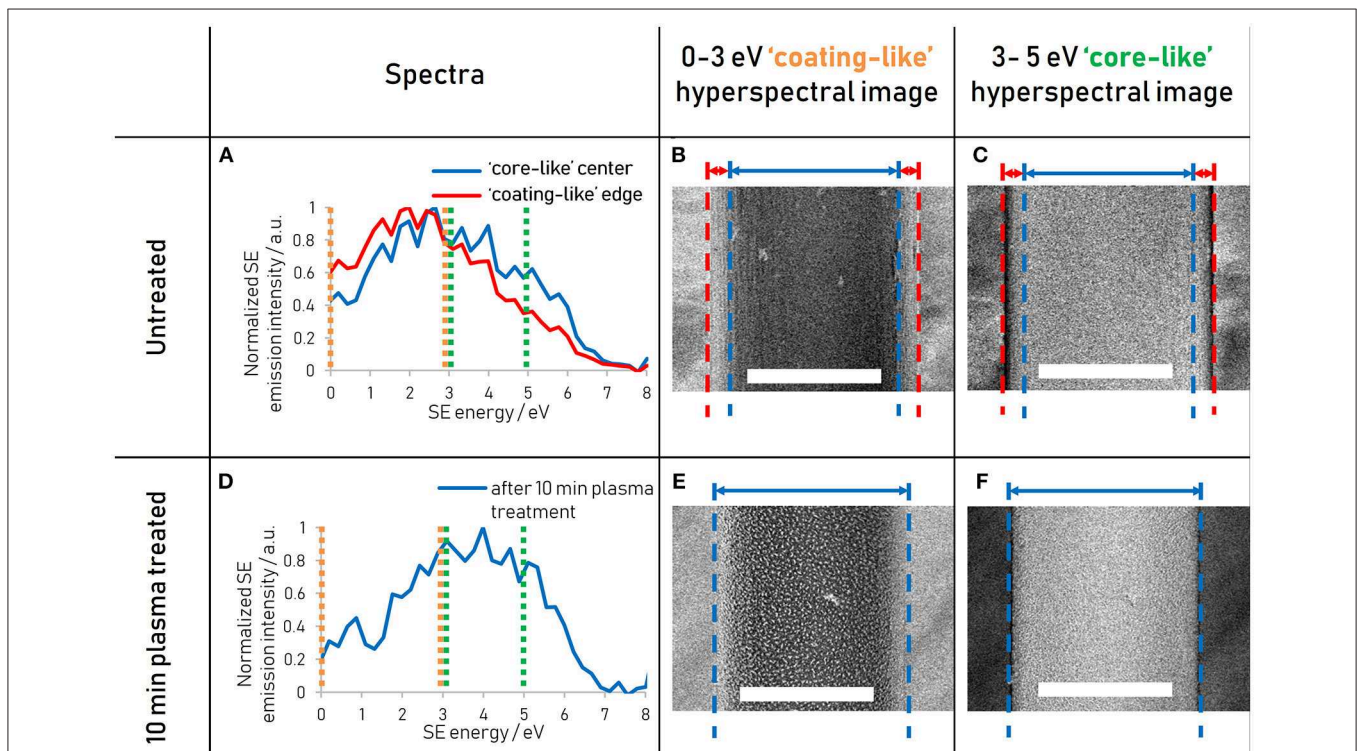 Spectra
0-3 eV 'coating-like'
hyperspectral image
3- 5 eV 'core-like'
hyperspectral image
Untreated
A
'core-like' center
'coating-like' edge
Normalized SE
emission intensity / a.u.
1
0.8
0.6
0.4
0.2
0
0 1 2 3 4 5 6 7 8
SE energy / eV
B
C
10 min plasma treated
D
after 10 min plasma
treatment
Normalized SE
emission intensity / a.u.
1
0.8
0.6
0.4
0.2
0
0 1 2 3 4 5 6 7 8
SE energy / eV
E
F